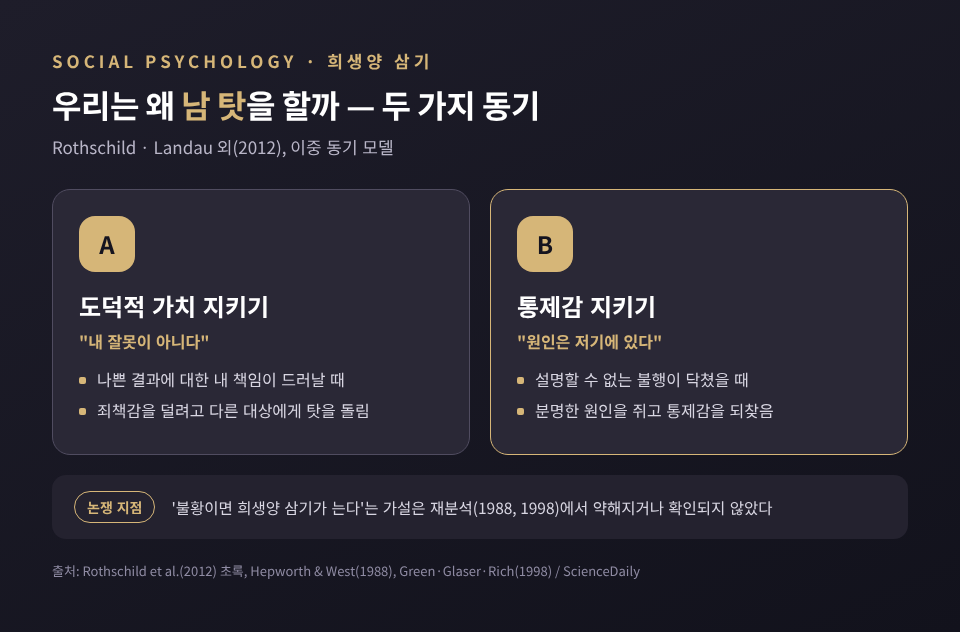 SOCIAL PSYCHOLOGY · 희생양 삼기
우리는 왜 남 탓을 할까 — 두 가지 동기
Rothschild · Landau 외(2012), 이중 동기 모델
A
도덕적 가치 지키기
"내 잘못이 아니다"
나쁜 결과에 대한 내 책임이 드러날 때
죄책감을 덜려고 다른 대상에게 탓을 돌림
B
통제감 지키기
"원인은 저기에 있다"
설명할 수 없는 불행이 닥쳤을 때
분명한 원인을 쥐고 통제감을 되찾음
논쟁 지점
'불황이면 희생양 삼기가 는다'는 가설은 재분석(1988, 1998)에서 약해지거나 확인되지 않았다
출처: Rothschild et al.(2012) 초록, Hepworth & West(1988), Green·Glaser·Rich(1998) / ScienceDaily